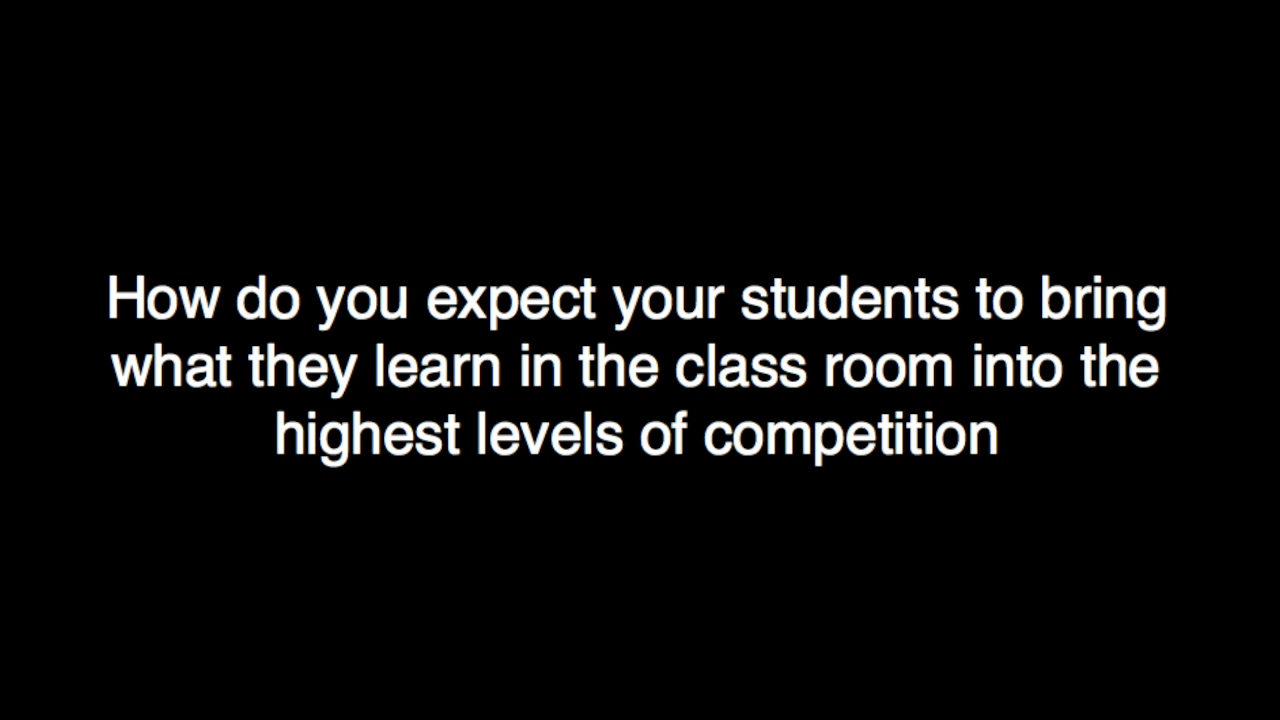 How do you expect your students to bring
what they learn in the class room into the
highest levels of competition